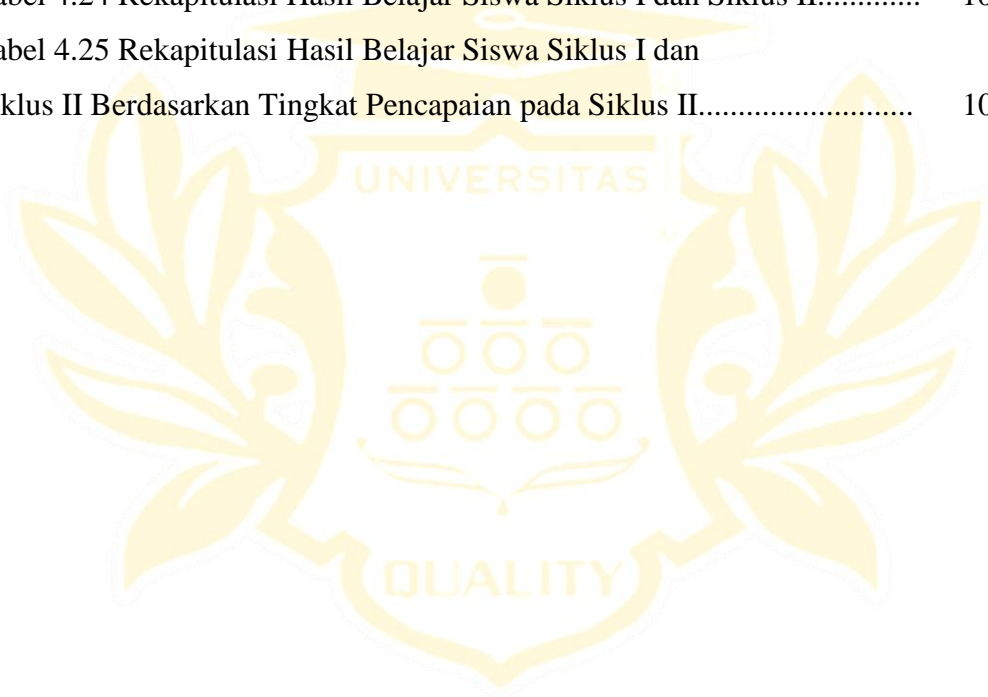 abel 4.24 Rekapitulasi Hasil Belajar Siswa Siklus I dan Siklus II............. 10
abel 4.25 Rekapitulasi Hasil Belajar Siswa Siklus I dan
klus II Berdasarkan Tingkat Pencapaian pada Siklus II........................ 10
UNIVERSITAS
QUALITY